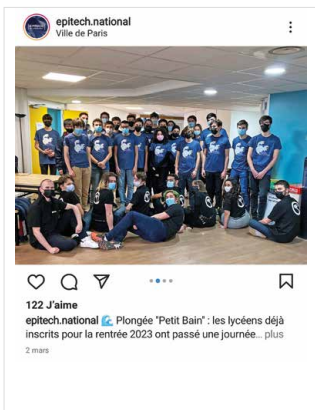 epitech.national
Ville de Paris
122 J'aime
epitech.national 🌊 Plongée "Petit Bain" : les lycéens déjà
inscrits pour la rentrée 2023 ont passé une journée... plus
2 mars